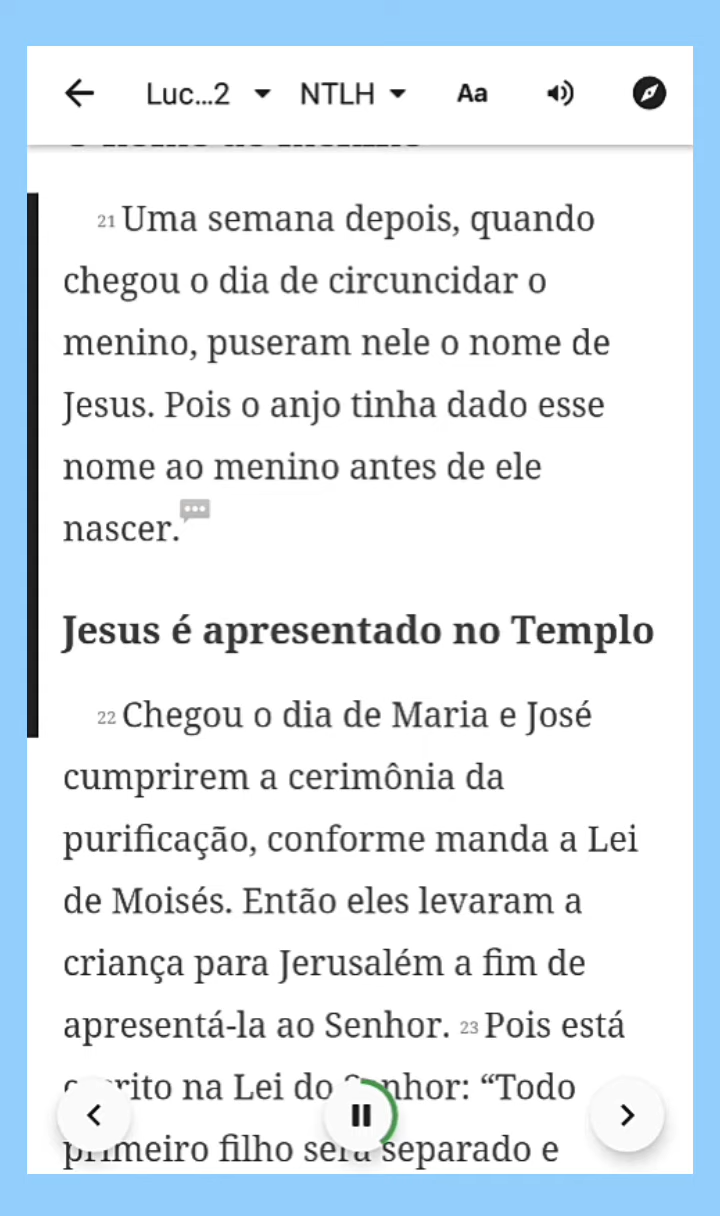 Luc...2 NTLH Aa
21 Uma semana depois, quando
chegou o dia de circuncidar o
menino, puseram nele o nome de
Jesus. Pois o anjo tinha dado esse
nome ao menino antes de ele
nascer.
Jesus é apresentado no Templo
22 Chegou o dia de Maria e José
cumprirem a cerimônia da
purificação, conforme manda a Lei
de Moisés. Então eles levaram a
criança para Jerusalém a fim de
apresentá-la ao Senhor. 23 Pois está
na Lei do Senhor: “Todo
primeiro filho será separado e